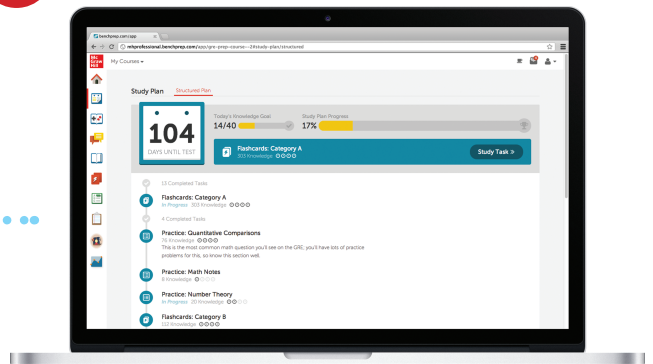 benchprep.com/app
mhprofessional.benchprep.com/app/gre-prep-course--2#study-plan/structured
Mc
Graw
Hill
My Courses
Study Plan
Structured Plan
104
DAYS UNTIL TEST
Today's Knowledge Goal
14/40
Study Plan Progress
17%
Flashcards: Category A
303 Knowledge
Study Task »
13 Completed Tasks
Flashcards: Category A
In Progress 303 Knowledge
4 Completed Tasks
Practice: Quantitative Comparisons
76 Knowledge
This is the most common math question you'll see on the GRE, you'll have lots of practice
problems for this, so know this section well.
Practice: Math Notes
8 Knowledge
Practice: Number Theory
In Progress 20 Knowledge
Flashcards: Category B
112 Knowledge